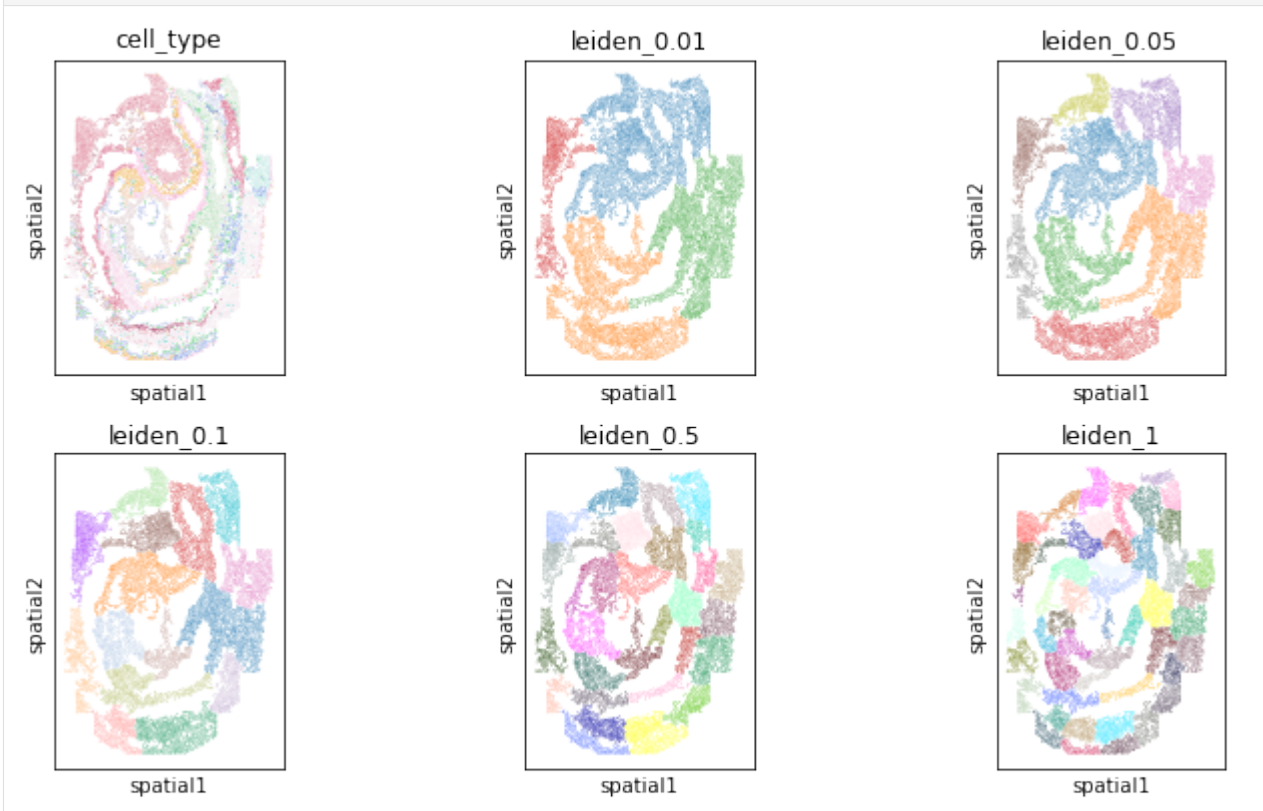 cell_type
leiden_0.01
leiden_0.05
spatial2
spatial2
spatial2
spatial1
spatial1
spatial1
leiden_0.1
leiden_0.5
leiden_1
spatial2
spatial2
spatial2
spatial1
spatial1
spatial1